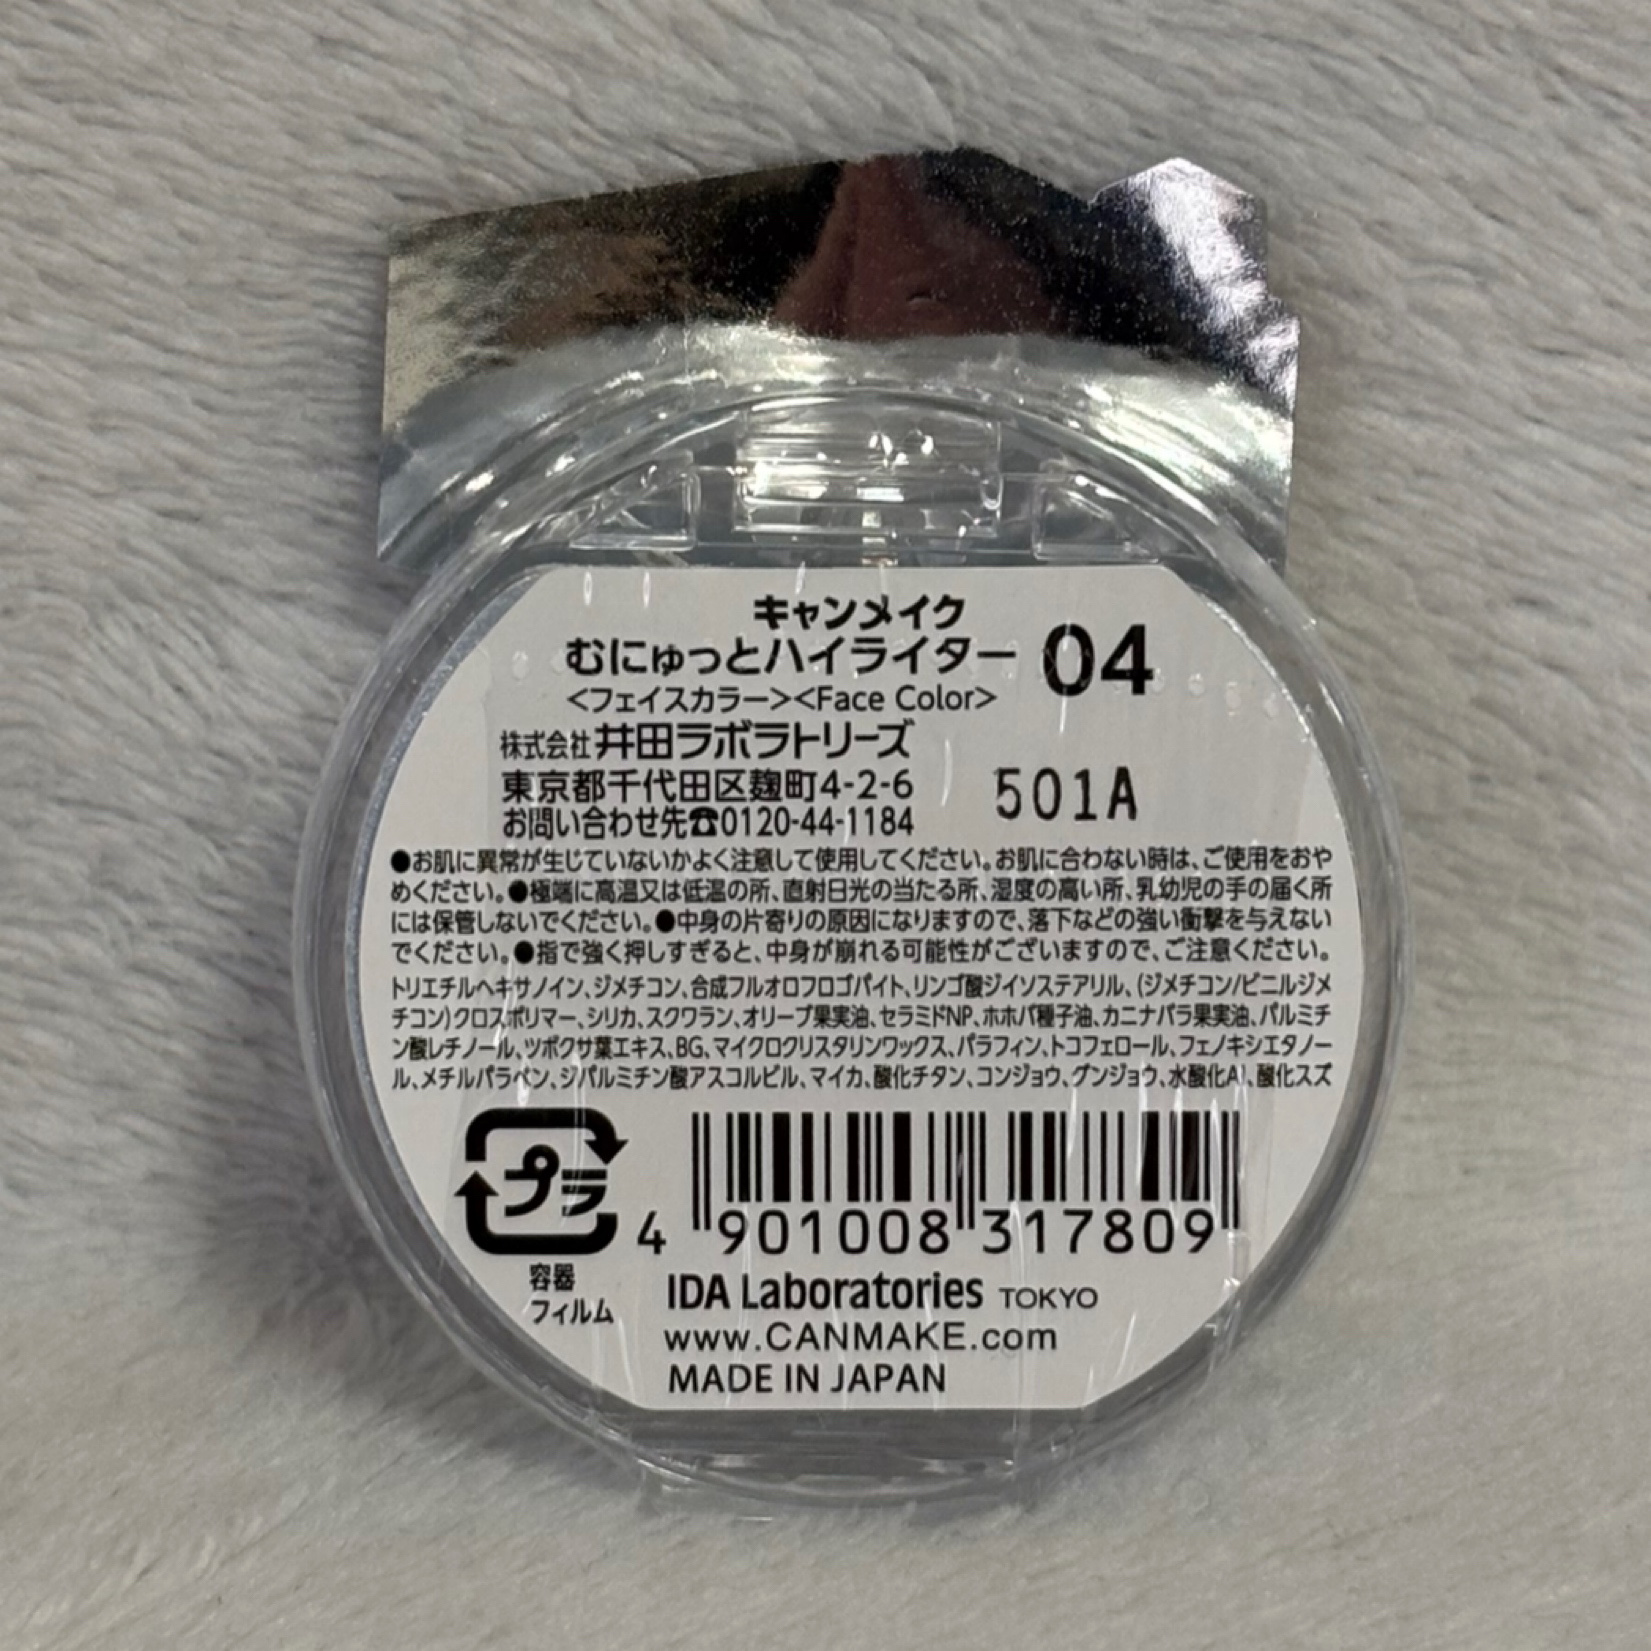 キャンメイク
むにゅっとハイライター 04
<フェイスカラー><Face Color>
株式会社 井田ラボラトリーズ
東京都千代田区麹町4-2-6
お問い合わせ先☎0120-44-1184
501A
●お肌に異常が生じていないかよく注意して使用してください。お肌に合わない時は、ご使用をおや
めください。●極端に高温又は低温の所、直射日光の当たる所、湿度の高い所、乳幼児の手の届く所
には保管しないでください。●中身の片寄りの原因になりますので、落下などの強い衝撃を与えない
でください。●指で強く押しすぎると、中身が崩れる可能性がございますので、ご注意ください。
トリエチルヘキサノイン、ジメチコン、合成フルオロフロゴパイト、リンゴ酸ジイソステアリル、(ジメチコン/ビニルジメ
チコン)クロスポリマー、シリカ、スクワラン、オリーブ果実油、セラミドNP、ホホバ種子油、カニナバラ果実油、パルミチ
ン酸レチノール、ツボクサ葉エキス、BG、マイクロクリスタリンワックス、パラフィン、トコフェロール、フェノキシエタノー
ル、メチルパラベン、ジパルミチン酸アスコルビル、マイカ、酸化チタン、コンジョウ、グンジョウ、水酸化Al、酸化スズ
プラ
容器
フィルム
4 901008 317809
IDA Laboratories TOKYO
www.CANMAKE.com
MADE IN JAPAN